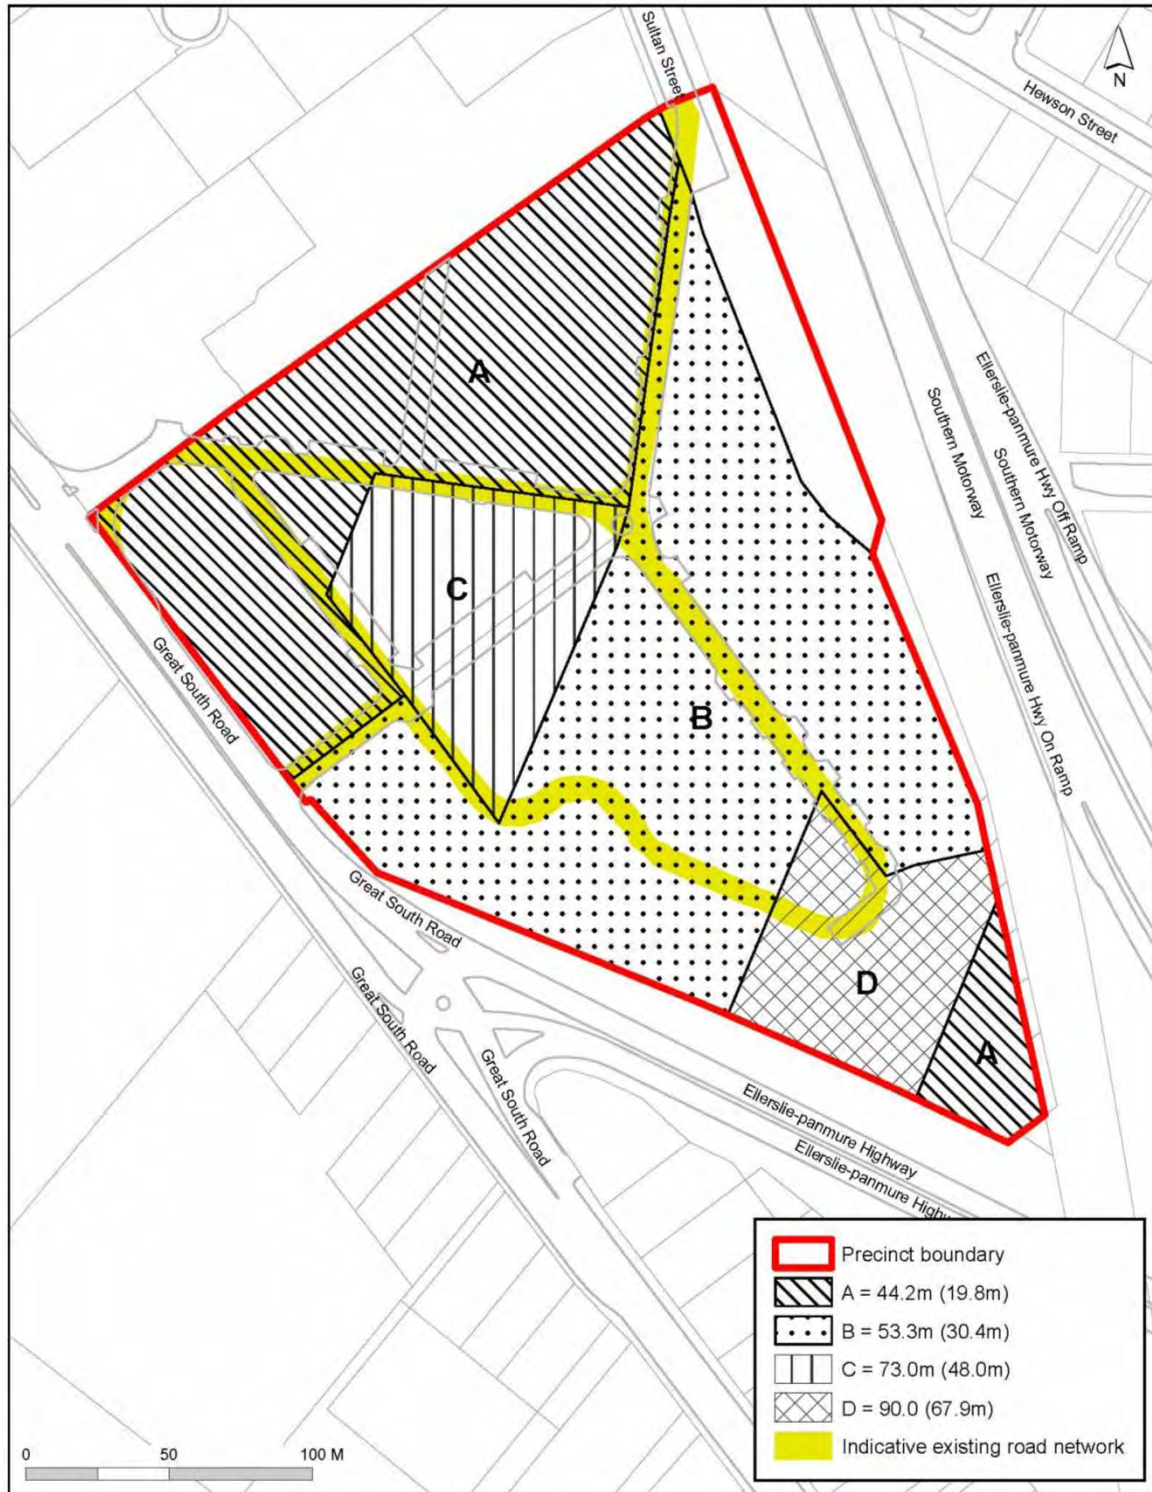 Sultan Street
N
Hewson Street
A
Ellerslie-panmure Hwy Off Ramp
Southern Motorway
Southern Motorway
C
Ellerslie-panmure Hwy On Ramp
Great South Road
B
Great South Road
D
Great South Road
A
Great South Road
Ellerslie-panmure Highway
Ellerslie-panmure Highw
Precinct boundary
A = 44.2m (19.8m)
B = 53.3m (30.4m)
C = 73.0m (48.0m)
D = 90.0 (67.9m)
Indicative existing road network
0 50 100 M